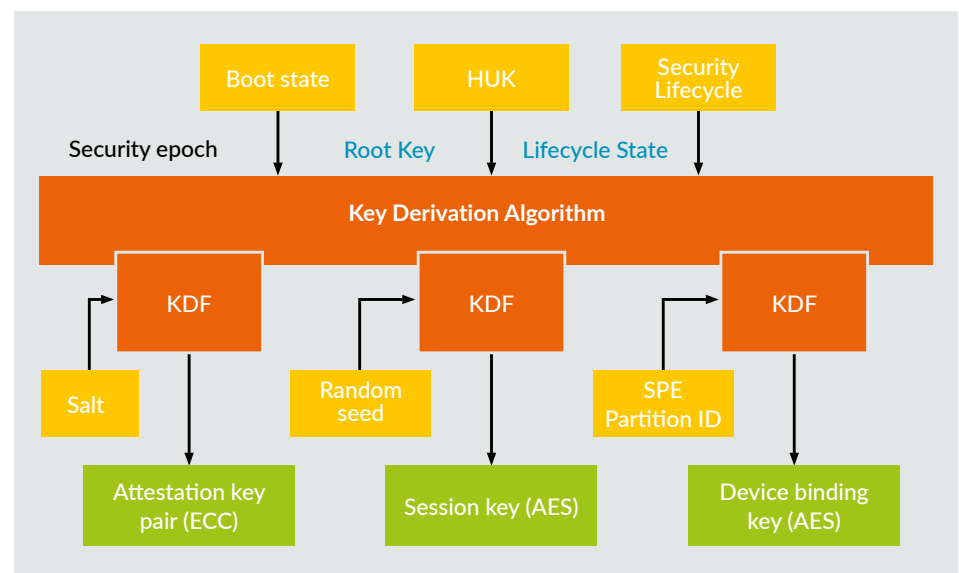 Boot state
HUK
Security
Lifecycle
Security epoch
Root Key
Lifecycle State
Key Derivation Algorithm
KDF
KDF
KDF
Salt
Random
seed
SPE
Partition ID
Attestation key
pair (ECC)
Session key (AES)
Device binding
key (AES)